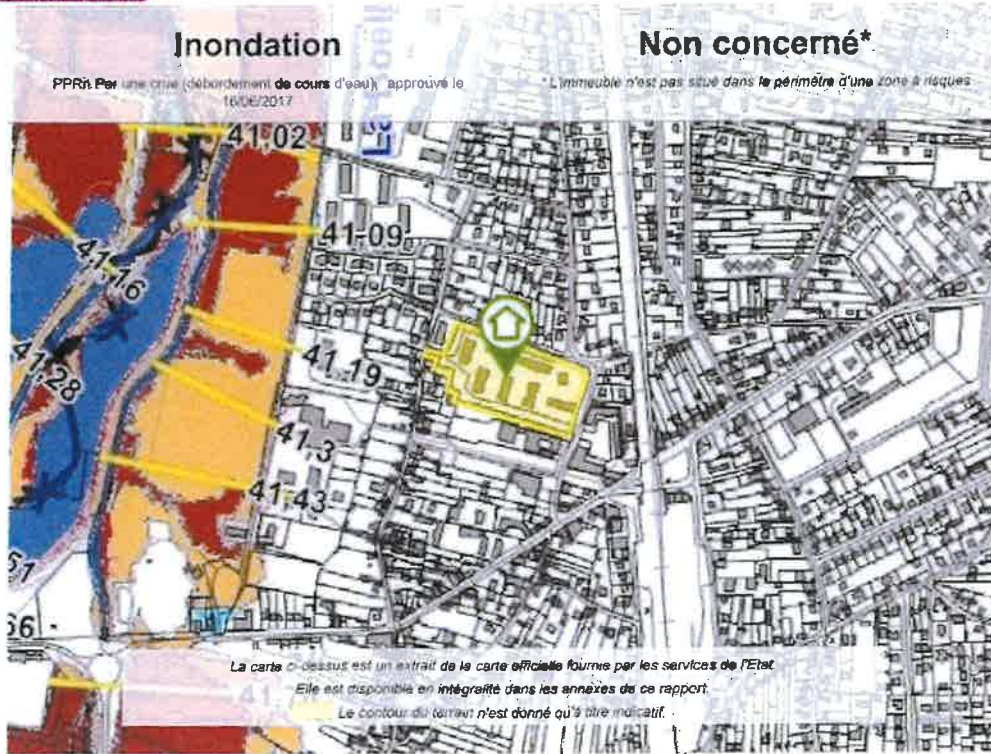 Inondation
Non concerné*
PPRn Par une crue (débordement de cours d'eau), approuvé le
16/06/2017
* L'immeuble n'est pas situé dans le périmètre d'une zone à risques
41,02
41,09
41,16
41,19
41,28
41,3
41,43
51
66
41
La carte ci-dessus est un extrait de la carte officielle fournie par les services de l'Etat.
Elle est disponible en intégralité dans les annexes de ce rapport.
Le contour du terrain n'est donné qu'à titre indicatif.